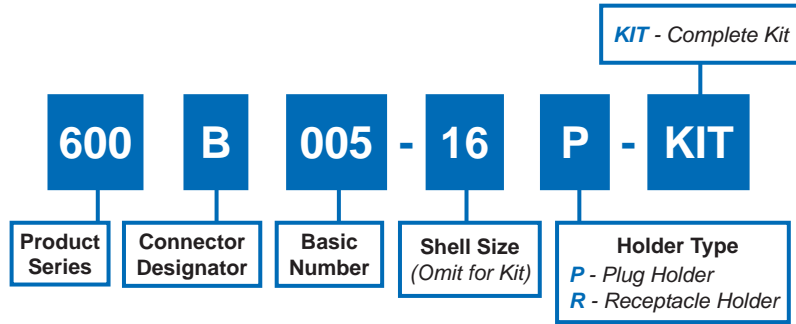 KIT - Complete Kit
600 B 005 - 16 P - KIT
Product
Series
Connector
Designator
Basic
Number
Shell Size
(Omit for Kit)
Holder Type
P - Plug Holder
R - Receptacle Holder